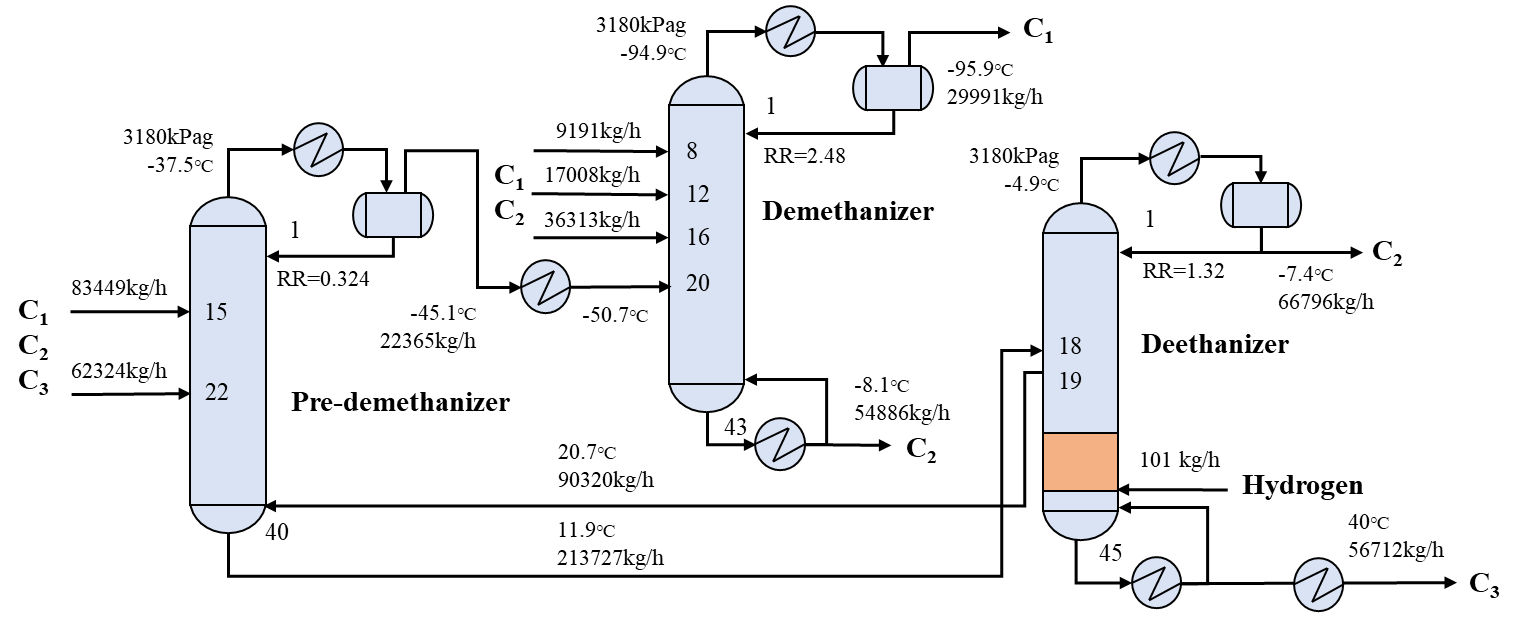 3180kPag
-37.5℃
1
RR=0.324
83449kg/h
15
C1
C2
C3
62324kg/h
22
Pre-demethanizer
40
-45.1℃
22365kg/h
-50.7℃
3180kPag
-94.9℃
-95.9℃
29991kg/h
C1
1
RR=2.48
9191kg/h
8
C1
C2
17008kg/h
12
36313kg/h
16
20
Demethanizer
43
-8.1℃
54886kg/h
C2
20.7℃
90320kg/h
11.9℃
213727kg/h
3180kPag
-4.9℃
1
RR=1.32
C2
-7.4℃
66796kg/h
18
19
Deethanizer
101 kg/h
Hydrogen
45
40℃
56712kg/h
C3